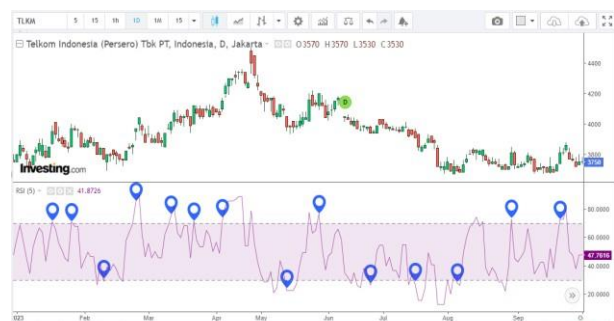 TLKM 5 15 1h 1D 1M 15
Telkom Indonesia (Persero) Tbk PT, Indonesia, D, Jakarta O3570 H3570 L3530 C3530
4400
4200
4000
3800
3750
D
Investing.com
RSI (5) 41.8726
80.0000
60.0000
47.7616
40.0000
20.0000
2023 Feb Mar Apr May Jun Jul Aug Sep O